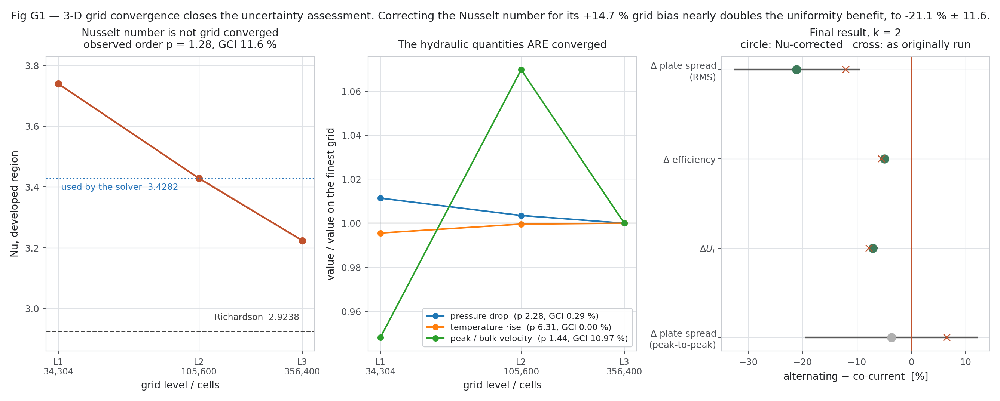 Fig G1 — 3-D grid convergence closes the uncertainty assessment. Correcting the Nusselt number for its +14.7 % grid bias nearly doubles the uniformity benefit, to -21.1 % ± 11.6.
Nusselt number is not grid converged
observed order p = 1.28, GCI 11.6 %
Nu, developed region
3.8
3.6
3.4
3.2
3.0
used by the solver 3.4282
Richardson 2.9238
L1
34,304
L2
105,600
L3
356,400
grid level / cells
The hydraulic quantities ARE converged
value / value on the finest grid
1.06
1.04
1.02
1.00
0.98
0.96
pressure drop (p 2.28, GCI 0.29 %)
temperature rise (p 6.31, GCI 0.00 %)
peak / bulk velocity (p 1.44, GCI 10.97 %)
L1
34,304
L2
105,600
L3
356,400
grid level / cells
Final result, k = 2
circle: Nu-corrected cross: as originally run
Δ plate spread
(RMS)
Δ efficiency
ΔU_L
Δ plate spread
(peak-to-peak)
−30
−20
−10
0
10
alternating − co-current [%]